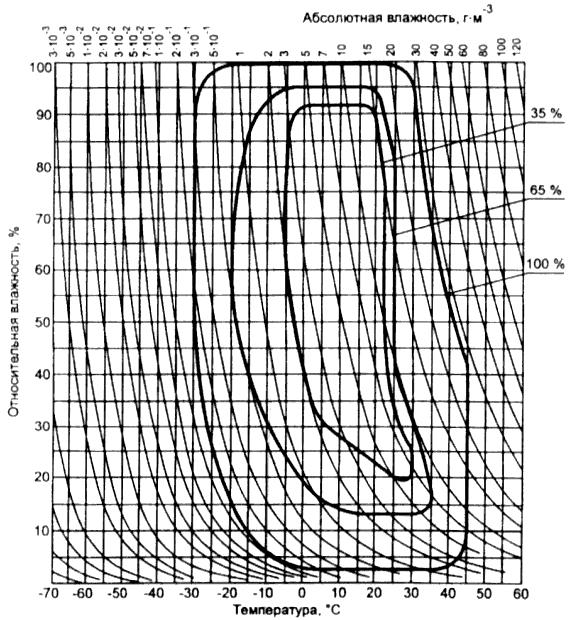 Абсолютная влажность, г·м⁻³
3·10⁻³ 5·10⁻³ 1·10⁻² 2·10⁻² 3·10⁻² 5·10⁻² 7·10⁻² 1·10⁻¹ 2·10⁻¹ 3·10⁻¹ 5·10⁻¹ 1 2 3 5 7 10 15 20 25 30 40 50 60 80 100 120
100
90
80
70
60
50
40
30
20
10
Относительная влажность, %
35 %
65 %
100 %
-70 -60 -50 -40 -30 -20 -10 0 10 20 30 40 50 60
Температура, °C